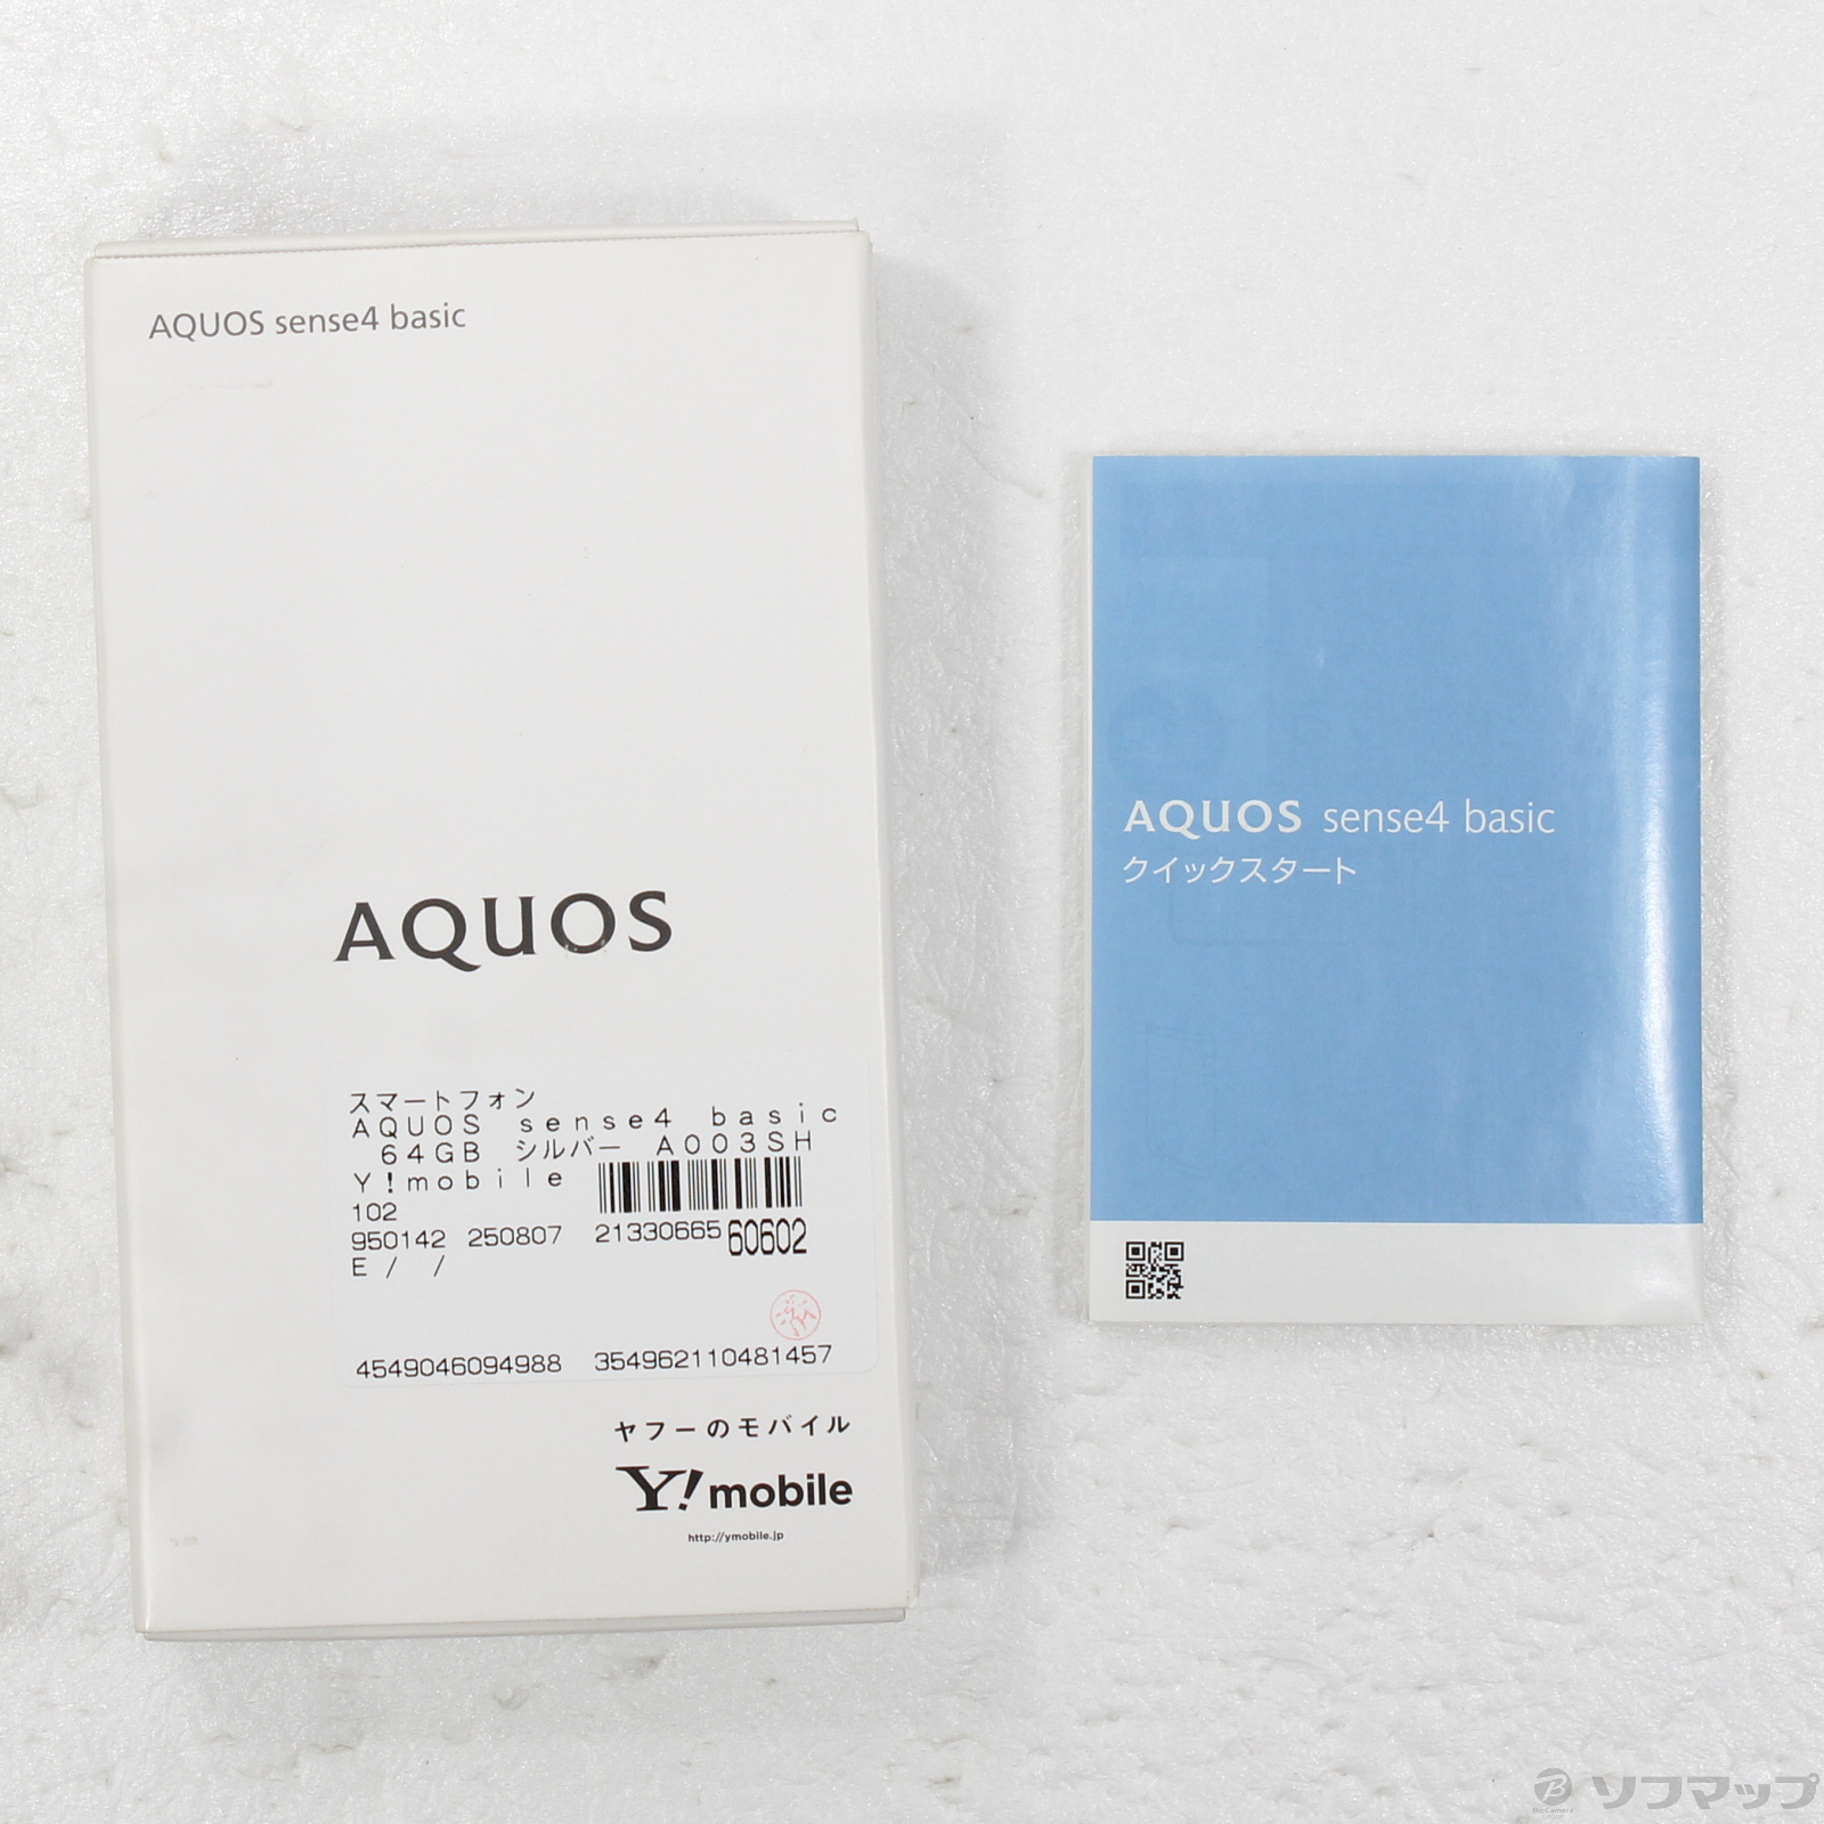 AQUOS sense4 basic
AQUOS
スマートフォン
AQUOS sense4 basic
64GB シルバー A003SH
Y!mobile
102
950142 250807 21330665 60602
E / /
4549046094988 354962110481457
ヤフーのモバイル
Y!mobile
http://ymobile.jp
AQUOS sense4 basic
クイックスタート
ソフマップ